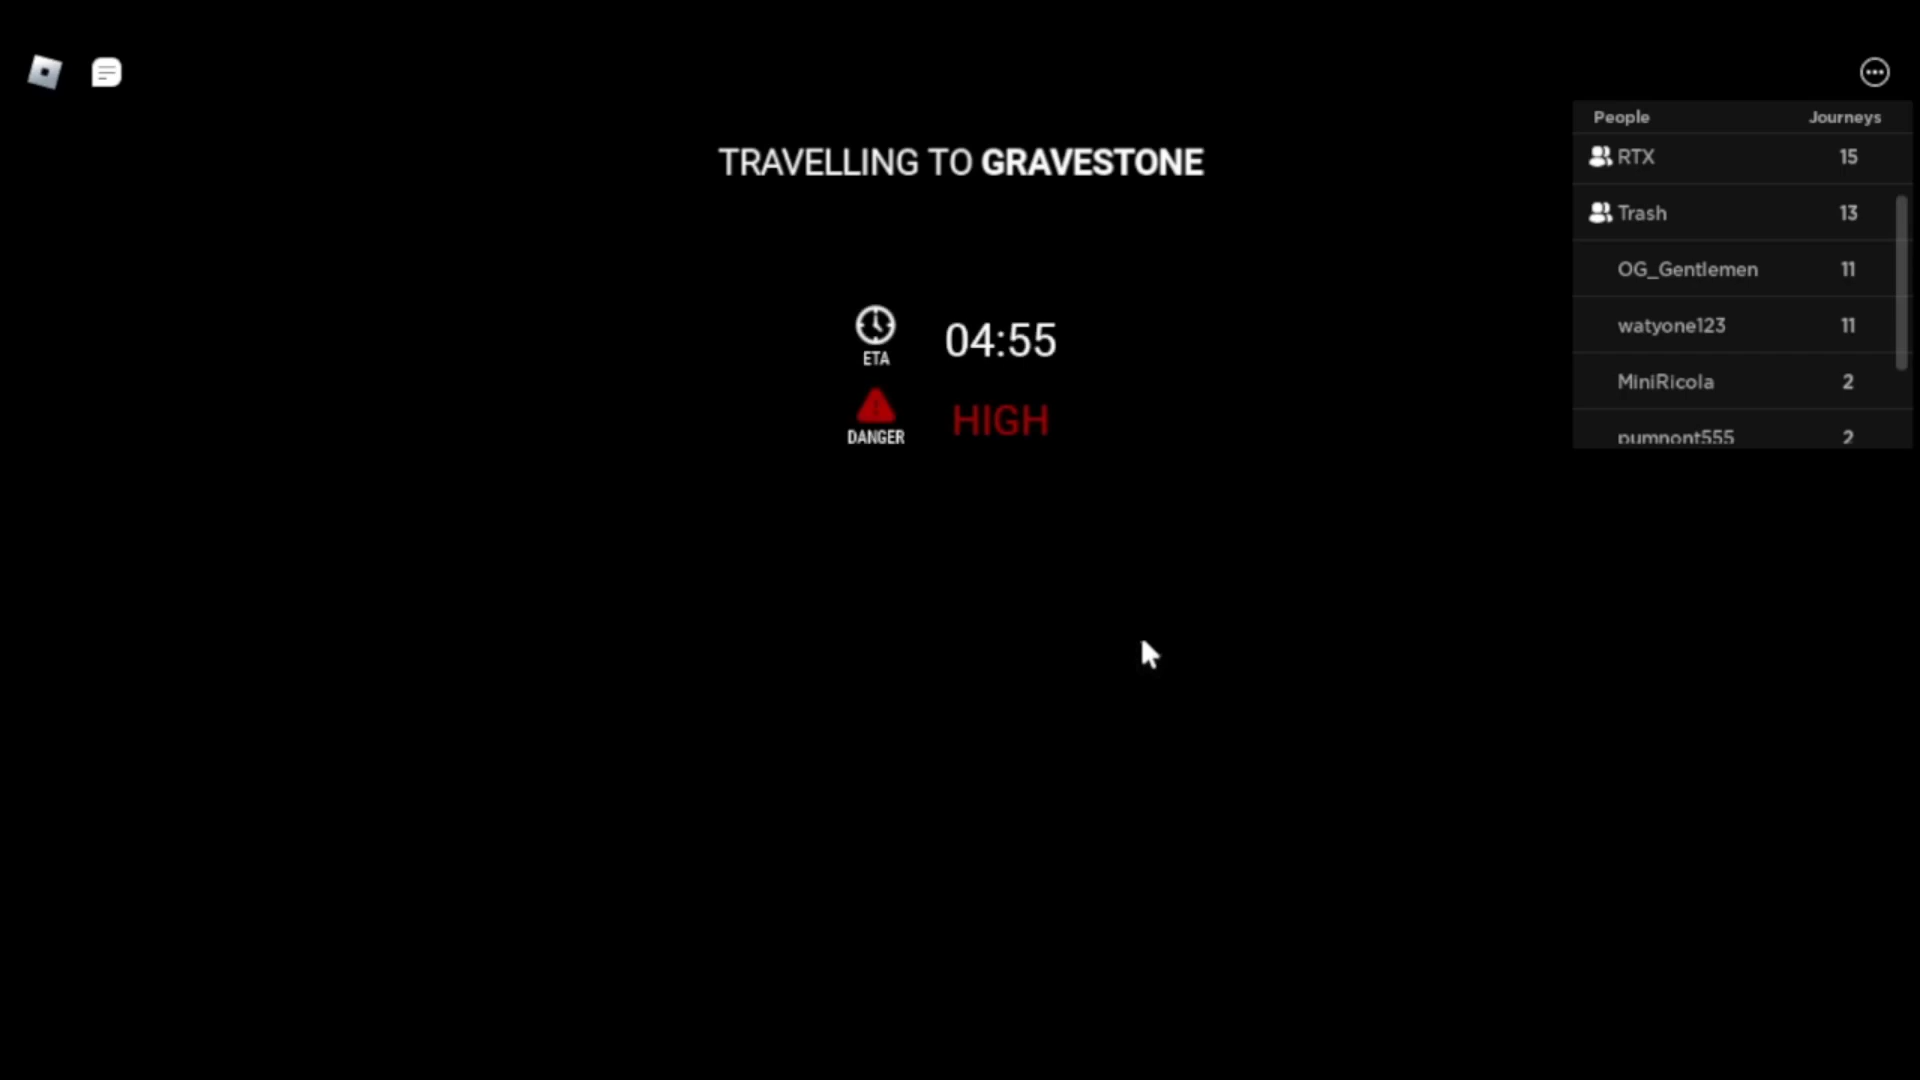 People Journeys
RTX 15
TRAVELLING TO GRAVESTONE
Trash 13
OG_Gentlemen 11
watyone123 11
04:55
ETA
MiniRicola 2
HIGH
DANGER
pumnont555 2